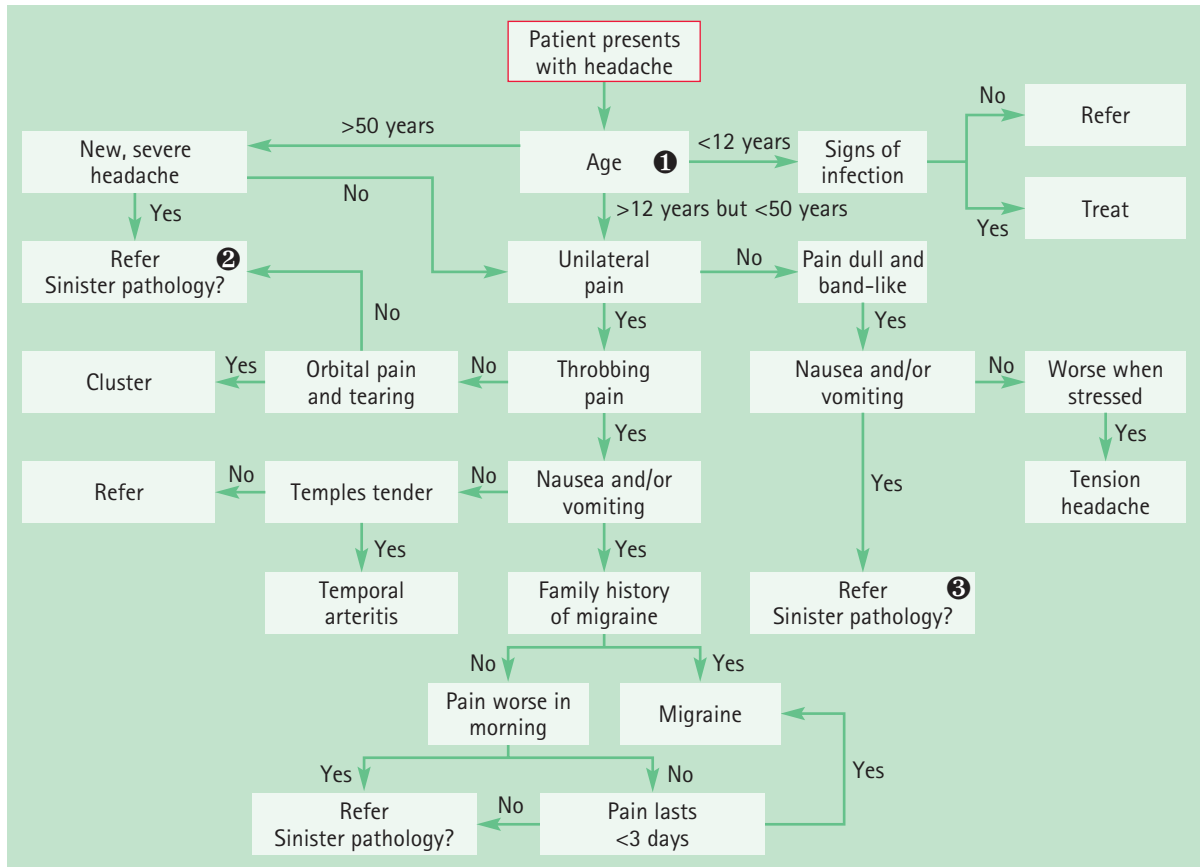 Patient presents
with headache
No
Refer
>50 years
New, severe
headache
Age ❶
<12 years
Signs of
infection
No
Yes
>12 years but <50 years
Yes
Treat
Refer ❷
Sinister pathology?
Unilateral
pain
No
Pain dull and
band-like
No
Yes
Yes
Cluster
Yes
Orbital pain
and tearing
No
Throbbing
pain
Nausea and/or
vomiting
No
Worse when
stressed
Yes
Yes
Refer
No
Temples tender
No
Nausea and/or
vomiting
Yes
Tension
headache
Yes
Yes
Temporal
arteritis
Family history
of migraine
Refer ❸
Sinister pathology?
No
Yes
Pain worse in
morning
Migraine
Yes
No
Yes
Refer
Sinister pathology?
No
Pain lasts
<3 days